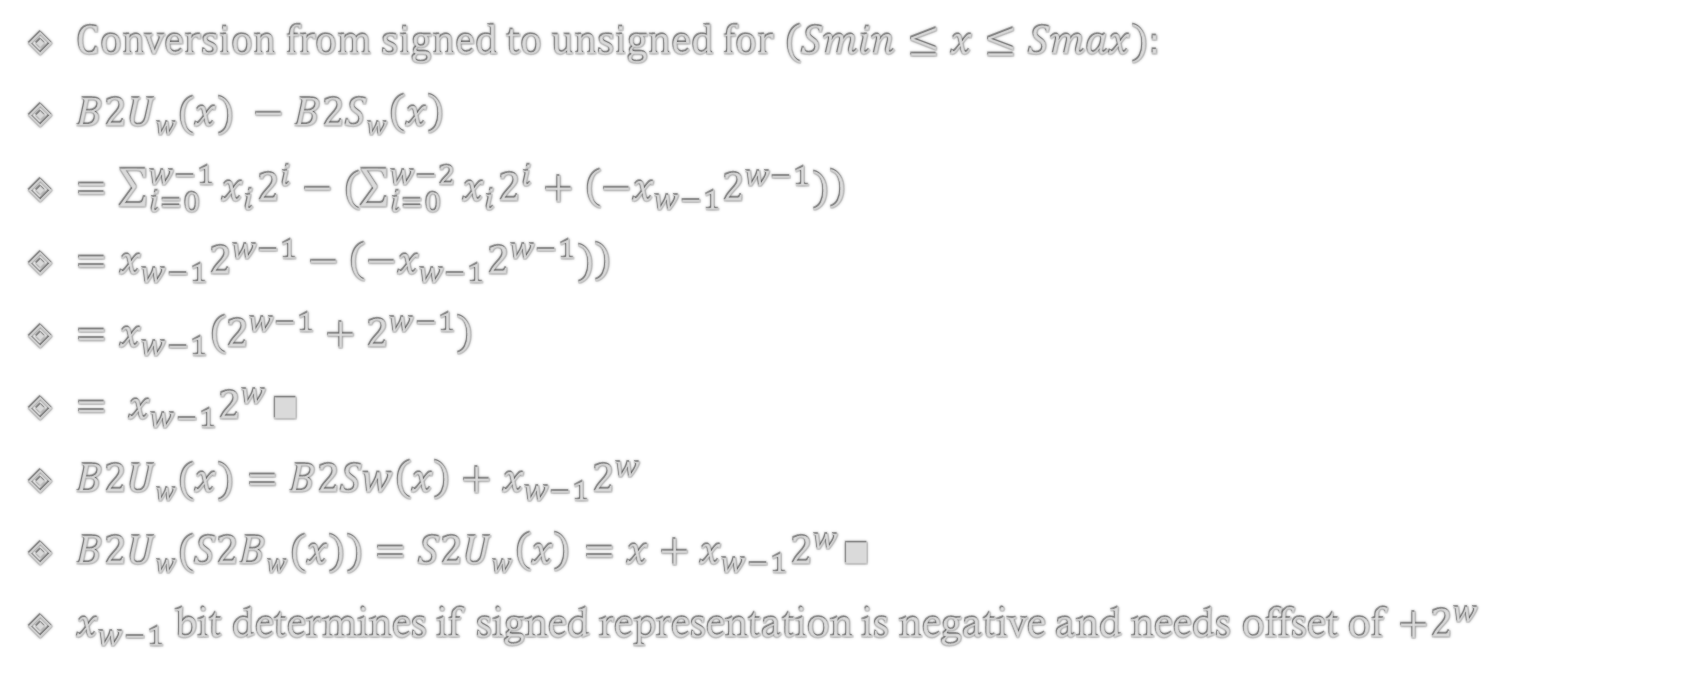 ❖ Conversion from signed to unsigned for (Smin ≤ x ≤ Smax):
❖ B2U_w(x) − B2S_w(x)
❖ = ∑_{i=0}^{w−1} x_i 2^i − (∑_{i=0}^{w−2} x_i 2^i + (−x_{w−1} 2^{w−1}))
❖ = x_{w−1} 2^{w−1} − (−x_{w−1} 2^{w−1}))
❖ = x_{w−1}(2^{w−1} + 2^{w−1})
❖ = x_{w−1} 2^w ■
❖ B2U_w(x) = B2Sw(x) + x_{w−1} 2^w
❖ B2U_w(S2B_w(x)) = S2U_w(x) = x + x_{w−1} 2^w ■
❖ x_{w−1} bit determines if signed representation is negative and needs offset of +2^w